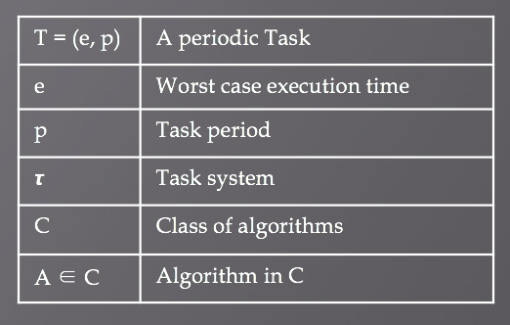 T = (e, p) A periodic Task
e Worst case execution time
p Task period
τ Task system
C Class of algorithms
A ∈ C Algorithm in C